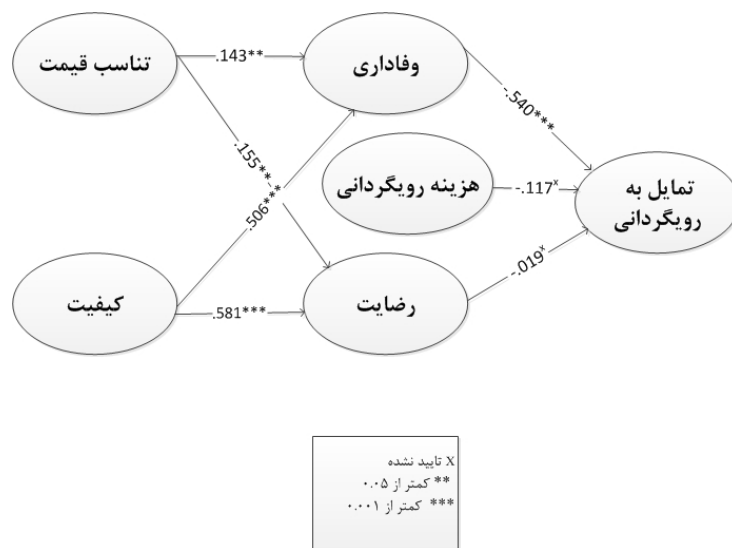 تناسب قیمت
.143**
وفاداری
-.540***
.155**
هزینه رویگردانی
-.117x
تمایل به
رویگردانی
.506***
کیفیت
.581***
رضایت
-.019x
X تایید نشده
** کمتر از ۰.۰۵
*** کمتر از ۰.۰۰۱